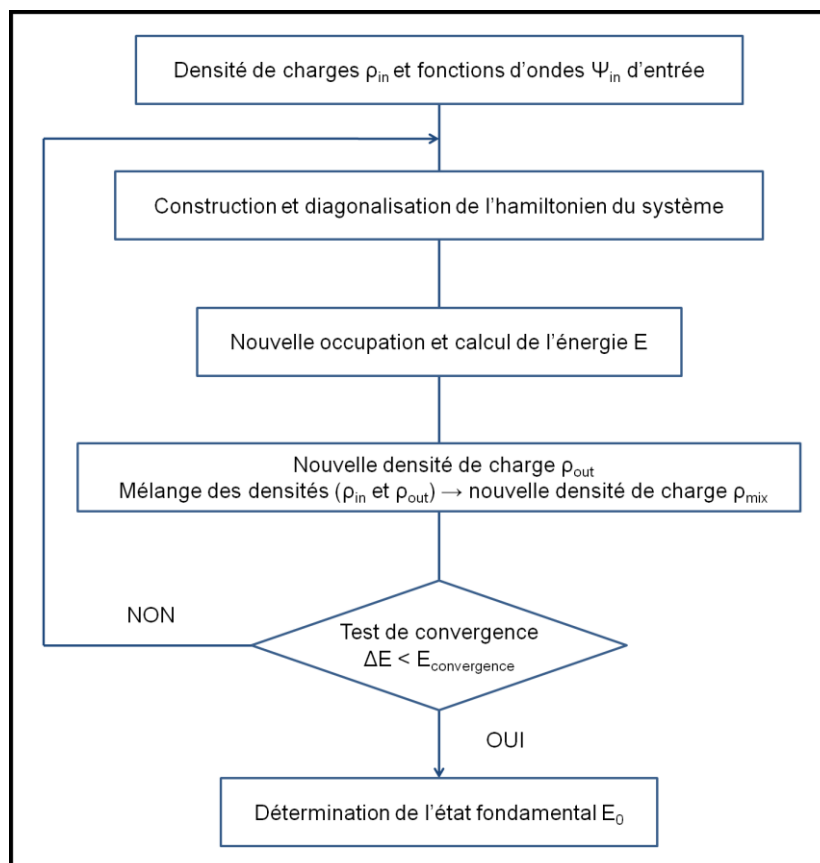 Densité de charges ρin et fonctions d'ondes Ψin d'entrée
Construction et diagonalisation de l'hamiltonien du système
Nouvelle occupation et calcul de l'énergie E
Nouvelle densité de charge ρout
Mélange des densités (ρin et ρout) → nouvelle densité de charge ρmix
NON
Test de convergence
ΔE < Econvergence
OUI
Détermination de l'état fondamental E0